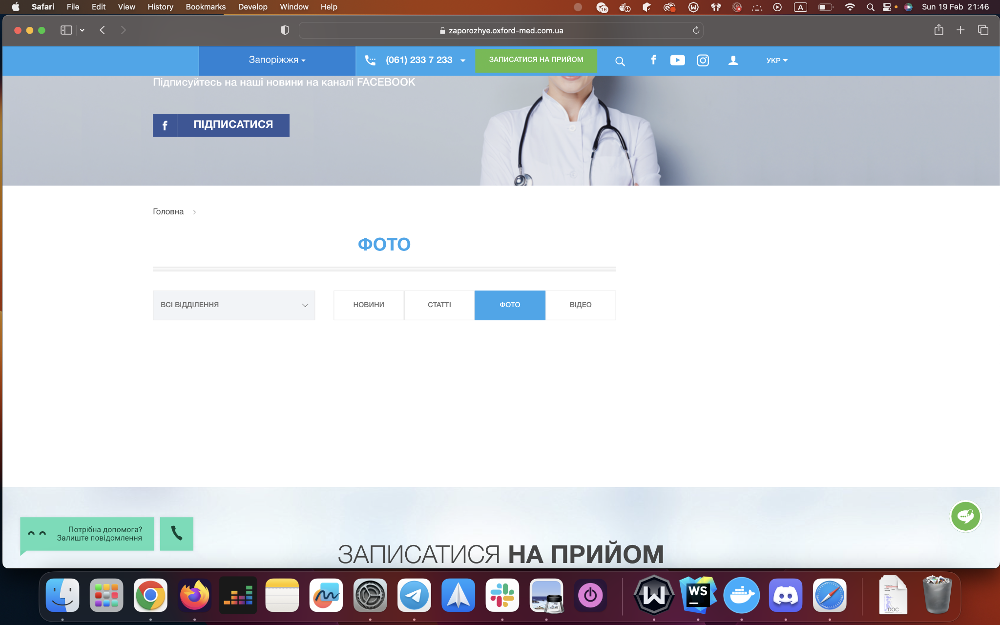 Safari File Edit View History Bookmarks Develop Window Help
16
A
Sun 19 Feb 21:46
zaporozhye.oxford-med.com.ua
Запоріжжя
(061) 233 7 233
ЗАПИСАТИСЯ НА ПРИЙОМ
УКР
Підписуйтесь на наші новини на каналі FACEBOOK
f ПІДПИСАТИСЯ
Головна >
ФОТО
ВСІ ВІДДІЛЕННЯ
НОВИНИ
СТАТТІ
ФОТО
ВІДЕО
Потрібна допомога?
Залиште повідомлення
ЗАПИСАТИСЯ НА ПРИЙОМ
WS
DOC